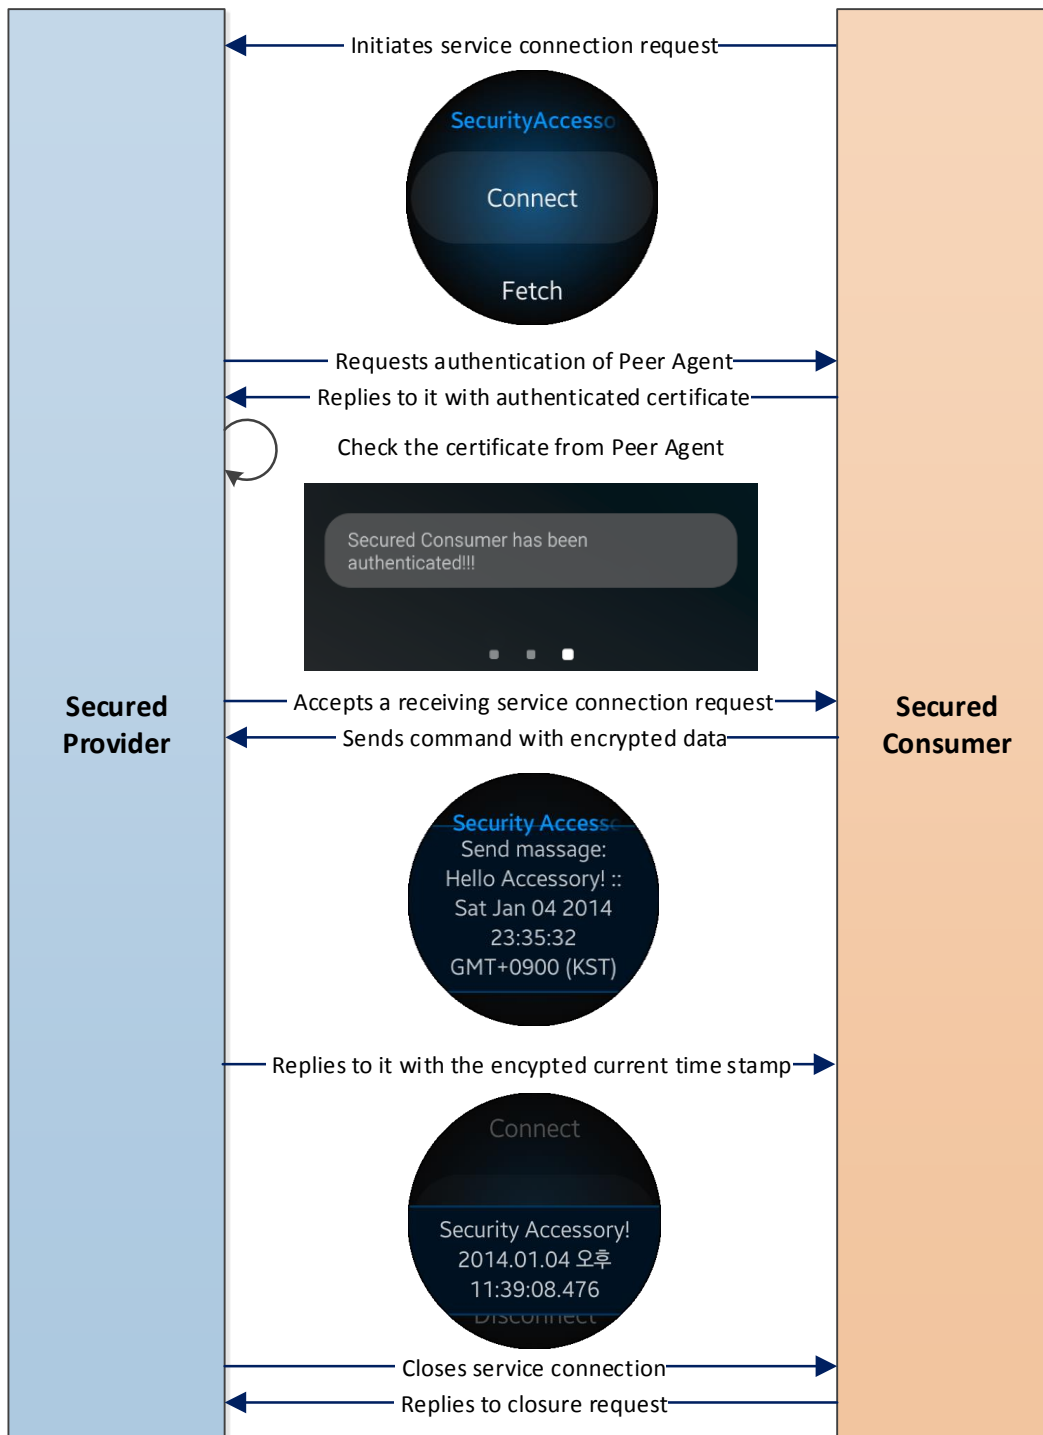 Initiates service connection request
SecurityAccesso
Connect
Fetch
Requests authentication of Peer Agent
Replies to it with authenticated certificate
Check the certificate from Peer Agent
Secured Consumer has been
authenticated!!!
Accepts a receiving service connection request
Sends command with encrypted data
Secured
Provider
Secured
Consumer
Security Accesso
Send massage:
Hello Accessory! ::
Sat Jan 04 2014
23:35:32
GMT+0900 (KST)
Replies to it with the encypted current time stamp
Connect
Security Accessory!
2014.01.04 오후
11:39:08.476
Disconnect
Closes service connection
Replies to closure request